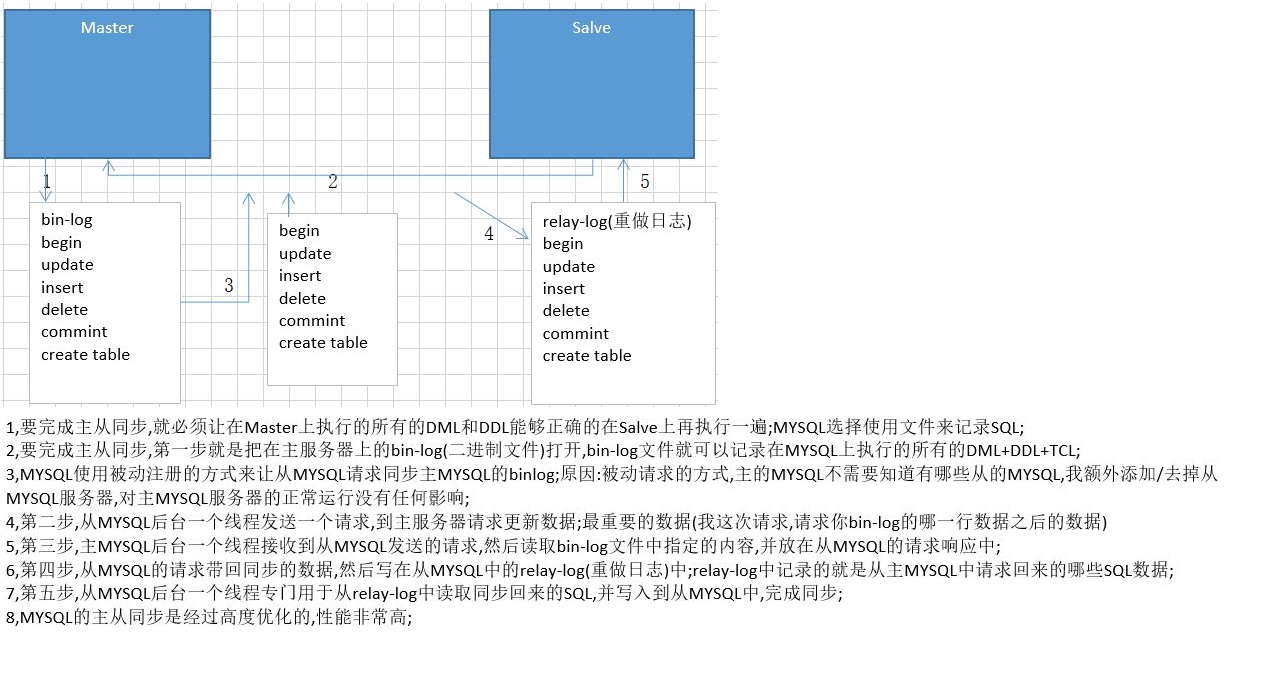 Master
Salve
1
2
5
bin-log
begin
update
insert
delete
commint
create table
3
begin
update
insert
delete
commint
create table
4
relay-log(重做日志)
begin
update
insert
delete
commint
create table
1,要完成主从同步,就必须让在Master上执行的所有的DML和DDL能够正确的在Salve上再执行一遍;MYSQL选择使用文件来记录SQL;
2,要完成主从同步,第一步就是把在主服务器上的bin-log(二进制文件)打开,bin-log文件就可以记录在MYSQL上执行的所有的DML+DDL+TCL;
3,MYSQL使用被动注册的方式来让从MYSQL请求同步主MYSQL的binlog;原因:被动请求的方式,主的MYSQL不需要知道有哪些从的MYSQL,我额外添加/去掉从
MYSQL服务器,对主MYSQL服务器的正常运行没有任何影响;
4,第二步,从MYSQL后台一个线程发送一个请求,到主服务器请求更新数据;最重要的数据(我这次请求,请求你bin-log的哪一行数据之后的数据)
5,第三步,主MYSQL后台一个线程接收到从MYSQL发送的请求,然后读取bin-log文件中指定的内容,并放在从MYSQL的请求响应中;
6,第四步,从MYSQL的请求带回同步的数据,然后写在从MYSQL中的relay-log(重做日志)中;relay-log中记录的就是从主MYSQL中请求回来的哪些SQL数据;
7,第五步,从MYSQL后台一个线程专门用于从relay-log中读取同步回来的SQL,并写入到从MYSQL中,完成同步;
8,MYSQL的主从同步是经过高度优化的,性能非常高;